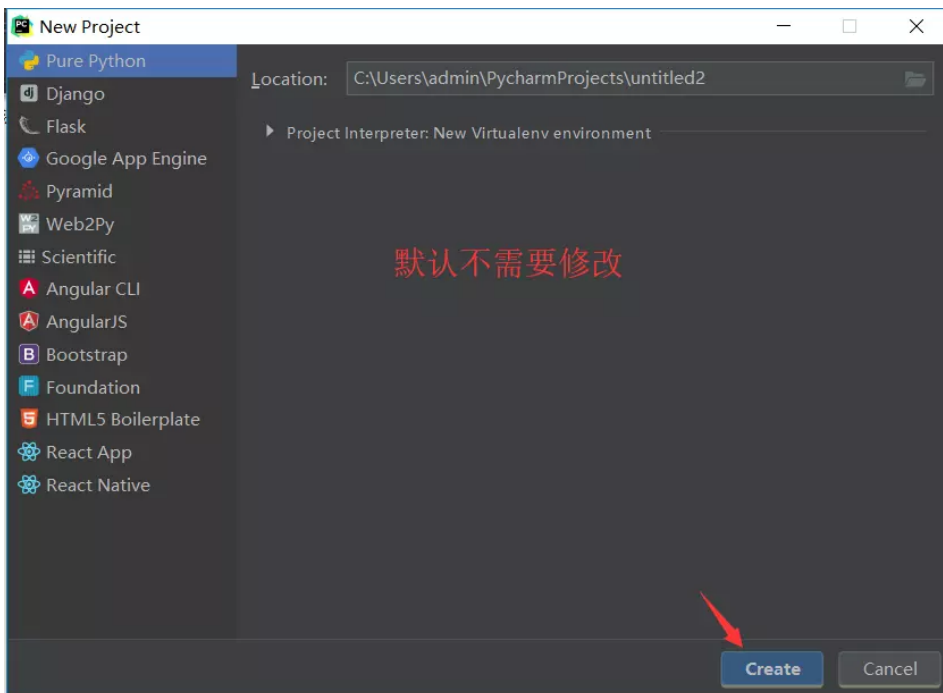 New Project
Pure Python
Django
Flask
Google App Engine
Pyramid
Web2Py
Scientific
Angular CLI
AngularJS
Bootstrap
Foundation
HTML5 Boilerplate
React App
React Native
Location: C:\Users\admin\PycharmProjects\untitled2
Project Interpreter: New Virtualenv environment
默认不需要修改
Create
Cancel